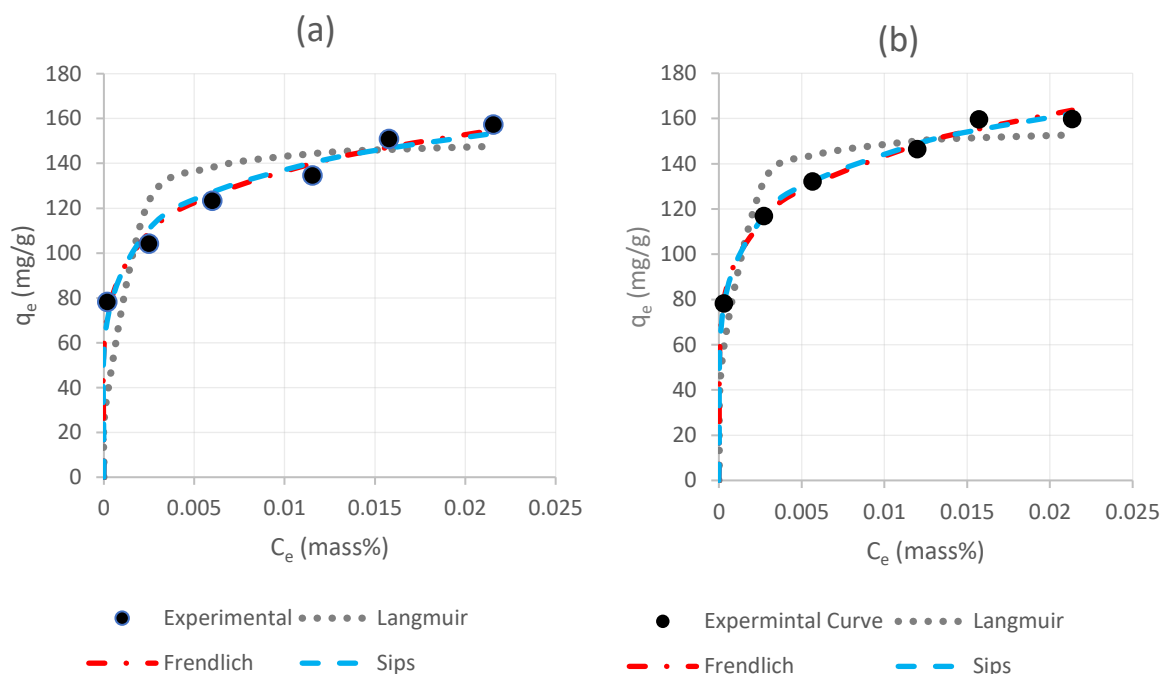 (a)
180
160
140
120
100
80
60
40
20
0
qe (mg/g)
0 0.005 0.01 0.015 0.02 0.025
Ce (mass%)
Experimental Langmuir
Frendlich Sips
(b)
180
160
140
120
100
80
60
40
20
0
qe (mg/g)
0 0.005 0.01 0.015 0.02 0.025
Ce (mass%)
Expermintal Curve Langmuir
Frendlich Sips